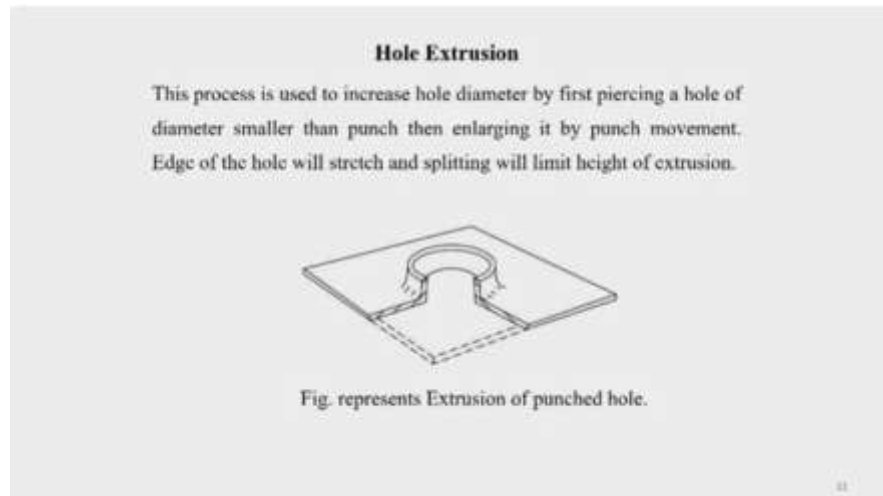 Hole Extrusion
This process is used to increase hole diameter by first piercing a hole of
diameter smaller than punch then enlarging it by punch movement.
Edge of the hole will stretch and splitting will limit height of extrusion.
Fig. represents Extrusion of punched hole.